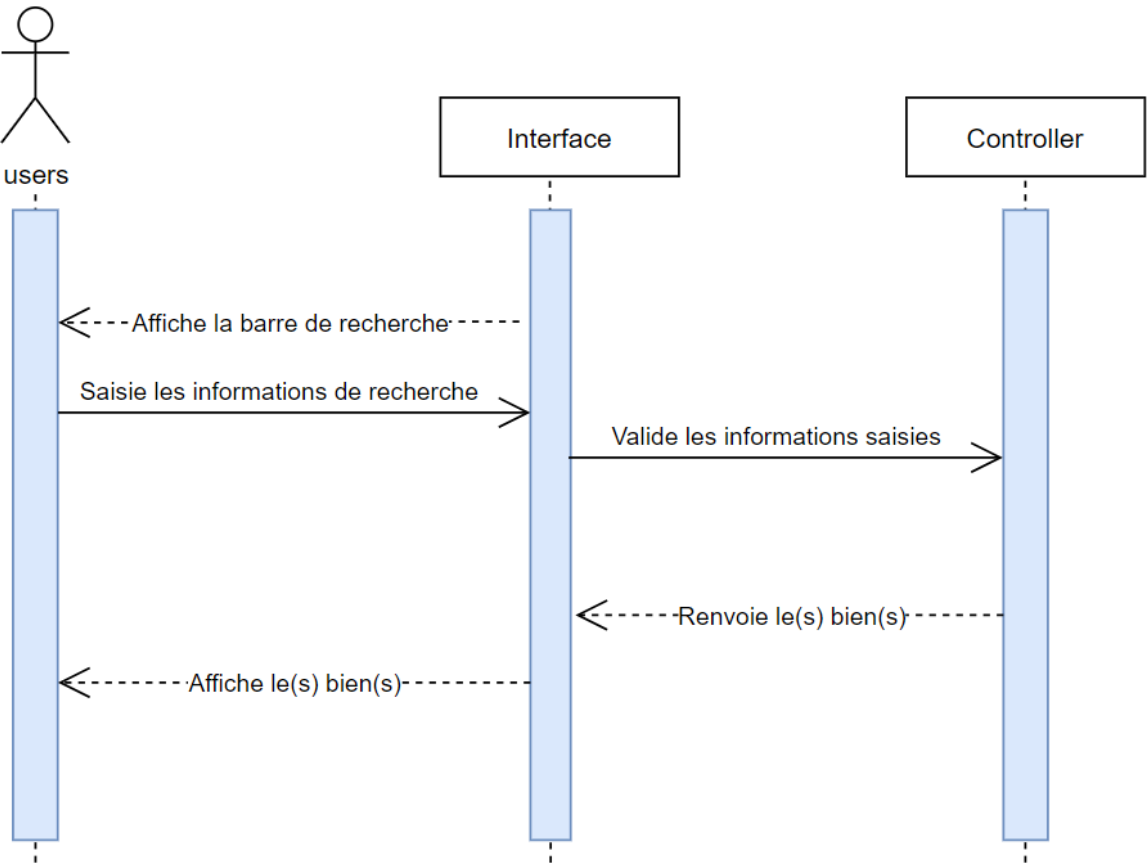 users
Interface
Controller
Affiche la barre de recherche
Saisie les informations de recherche
Valide les informations saisies
Renvoie le(s) bien(s)
Affiche le(s) bien(s)